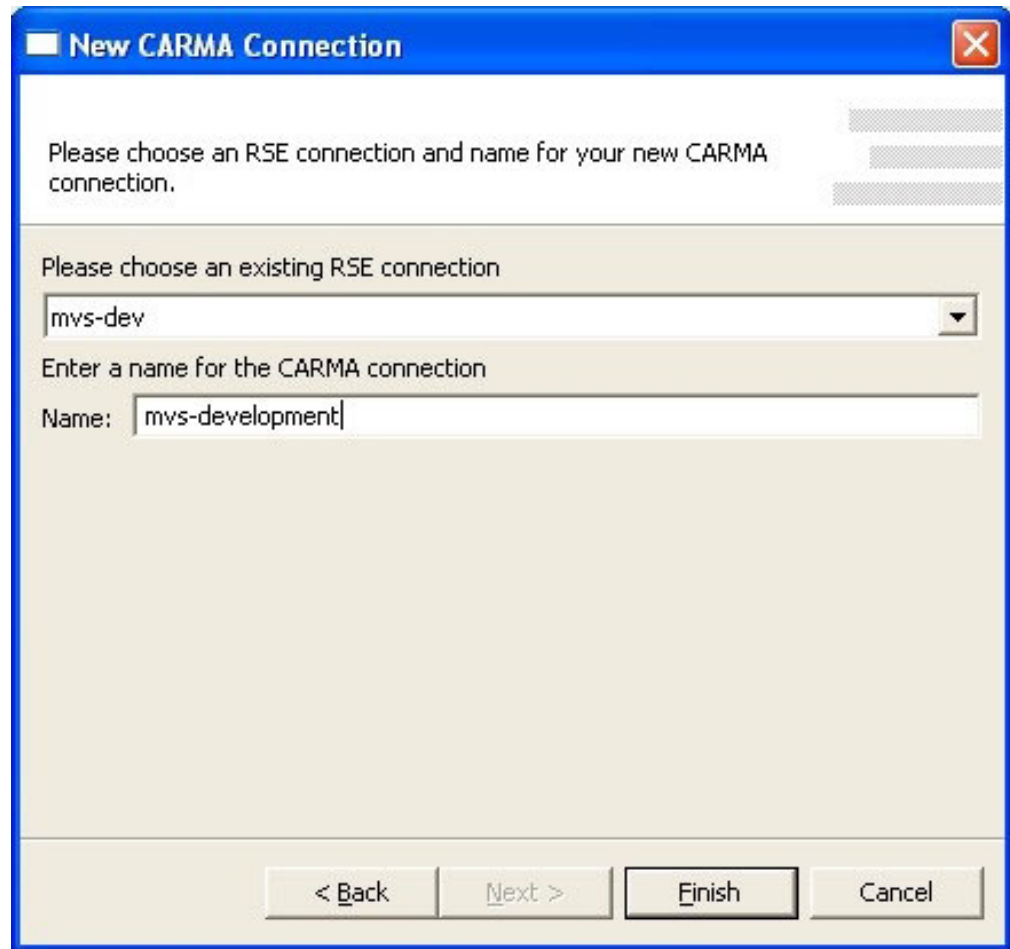 New CARMA Connection
Please choose an RSE connection and name for your new CARMA
connection.
Please choose an existing RSE connection
mvs-dev
Enter a name for the CARMA connection
Name: mvs-development
< Back Next > Finish Cancel